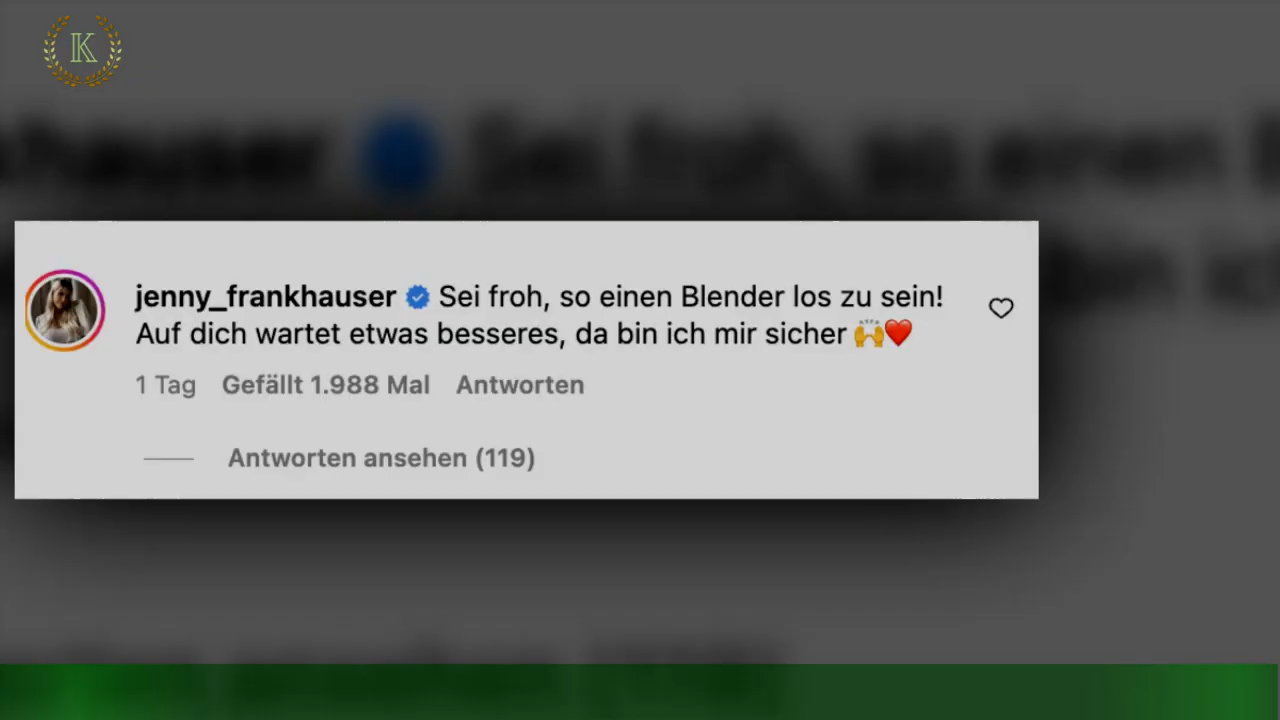 K
jenny_frankhauser Sei froh, so einen Blender los zu sein!
Auf dich wartet etwas besseres, da bin ich mir sicher 🙌❤️
1 Tag Gefällt 1.988 Mal Antworten
Antworten ansehen (119)